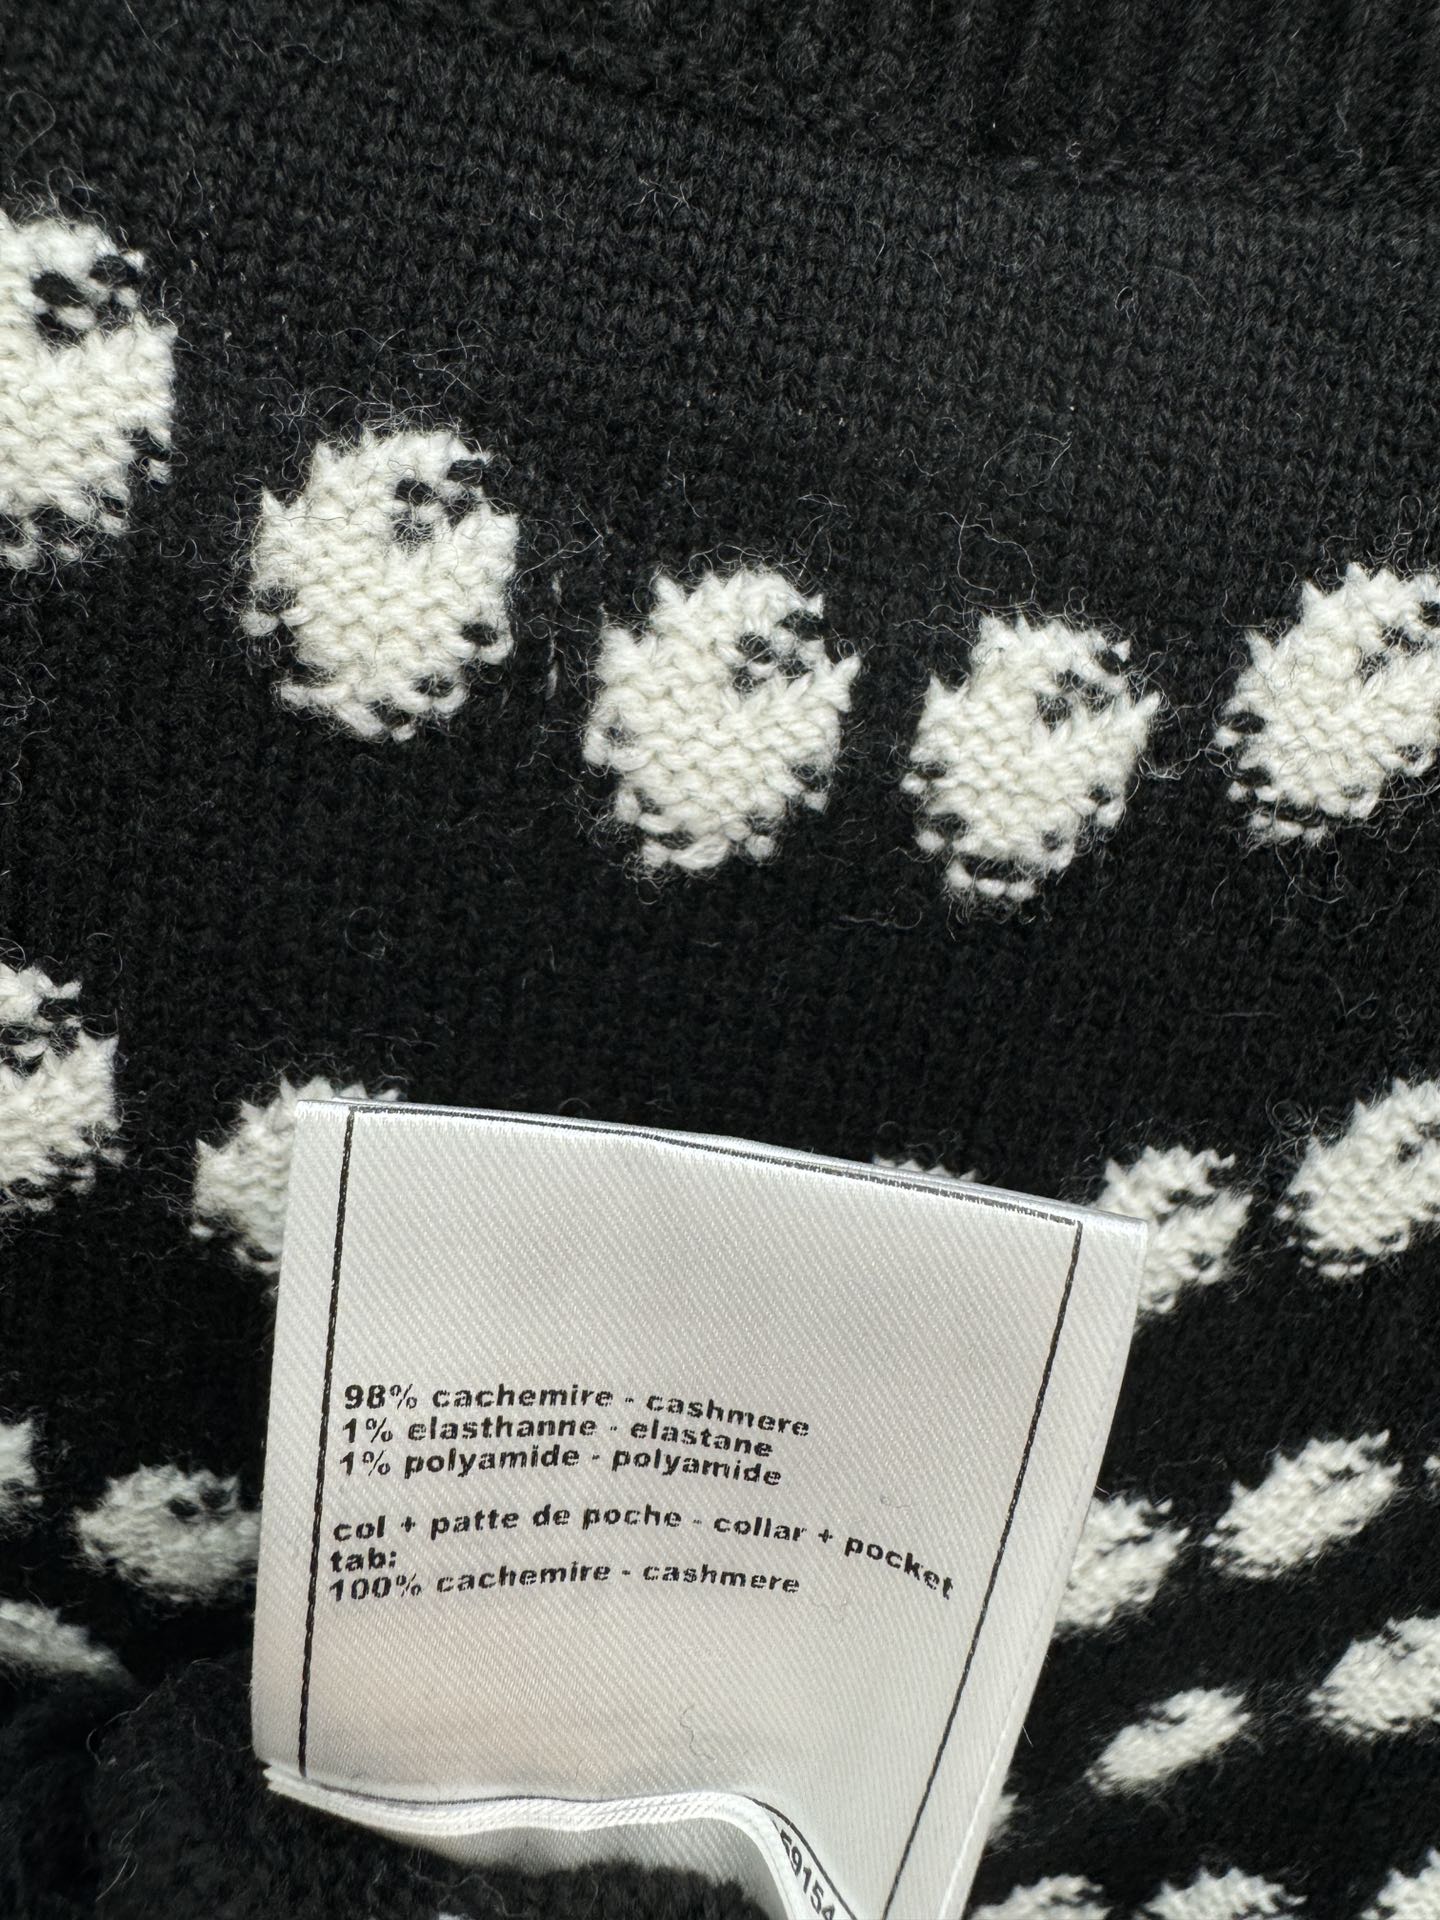 98% cachemire - cashmere
1% elasthanne - elastane
1% polyamide - polyamide
col + patte de poche - collar + pocket
tab:
100% cachemire - cashmere